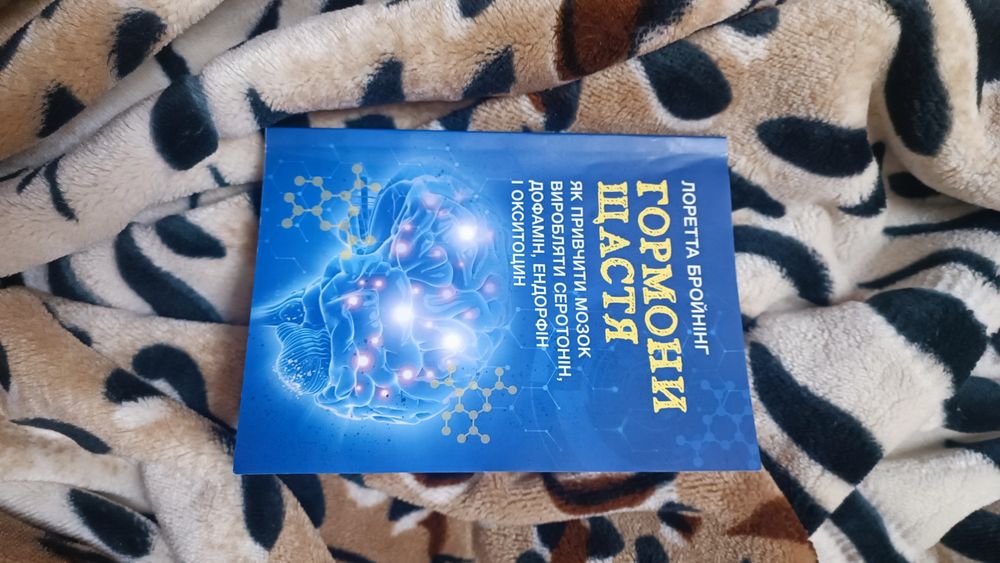 ЛОРЕТТА БРОЙНІНГ
ГОРМОНИ
ЩАСТЯ
ЯК ПРИВЧИТИ МОЗОК
ВИРОБЛЯТИ СЕРОТОНІН,
ДОФАМІН, ЕНДОРФІН
І ОКСИТОЦИН